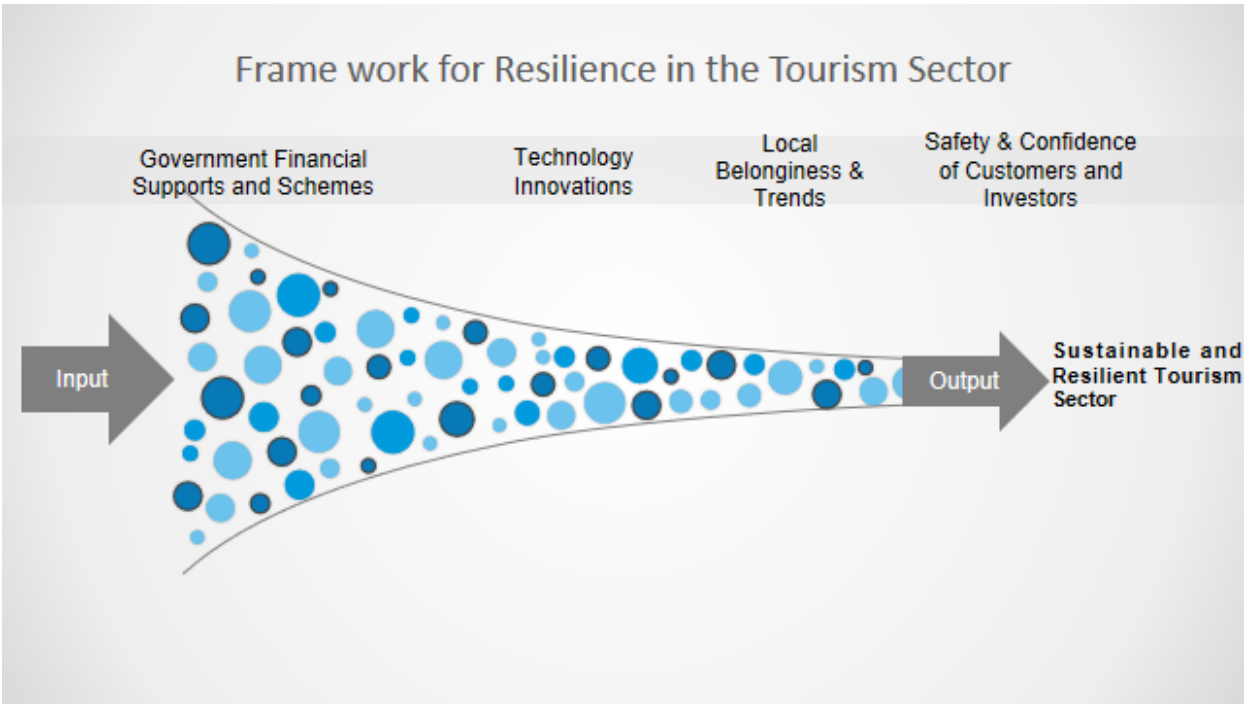 Frame work for Resilience in the Tourism Sector
Government Financial
Supports and Schemes
Technology
Innovations
Local
Belonginess &
Trends
Safety & Confidence
of Customers and
Investors
Input
Output
Sustainable and
Resilient Tourism
Sector